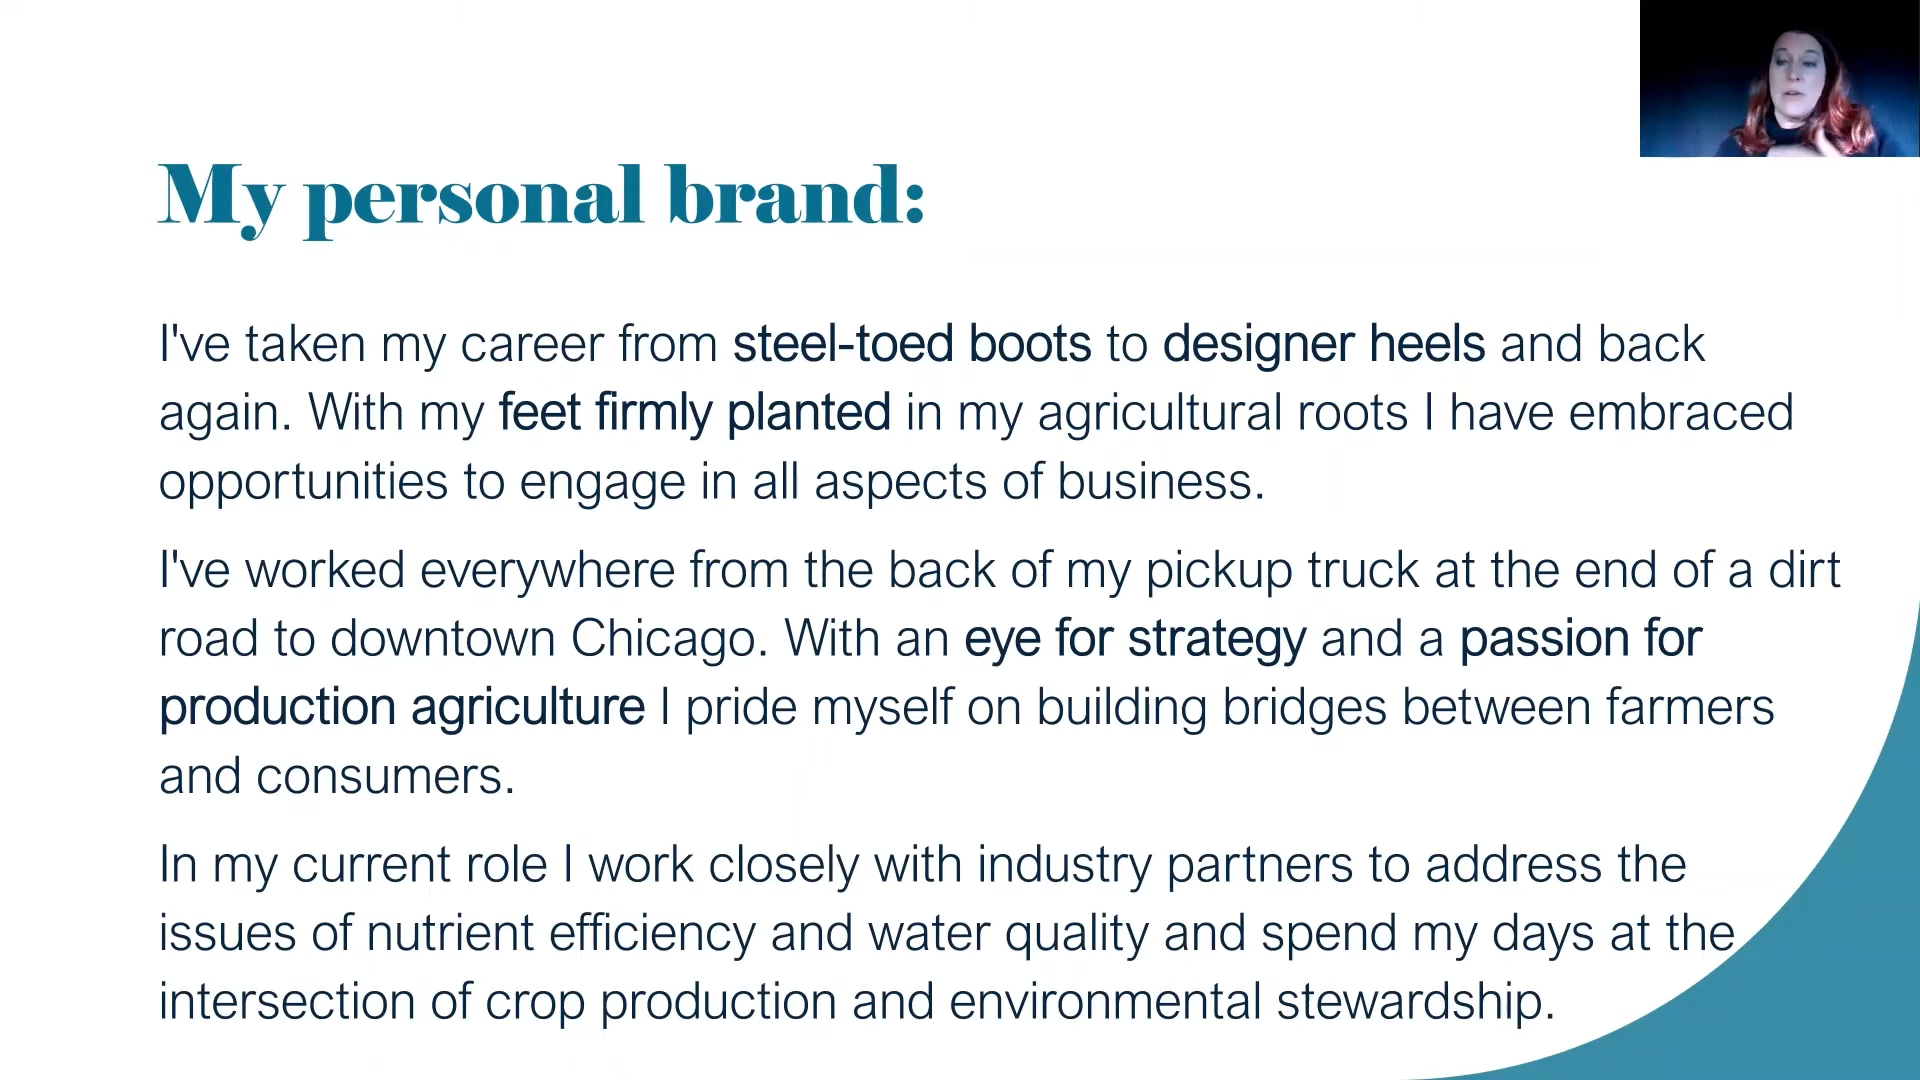 My personal brand:
I've taken my career from steel-toed boots to designer heels and back
again. With my feet firmly planted in my agricultural roots I have embraced
opportunities to engage in all aspects of business.
I've worked everywhere from the back of my pickup truck at the end of a dirt
road to downtown Chicago. With an eye for strategy and a passion for
production agriculture I pride myself on building bridges between farmers
and consumers.
In my current role I work closely with industry partners to address the
issues of nutrient efficiency and water quality and spend my days at the
intersection of crop production and environmental stewardship.